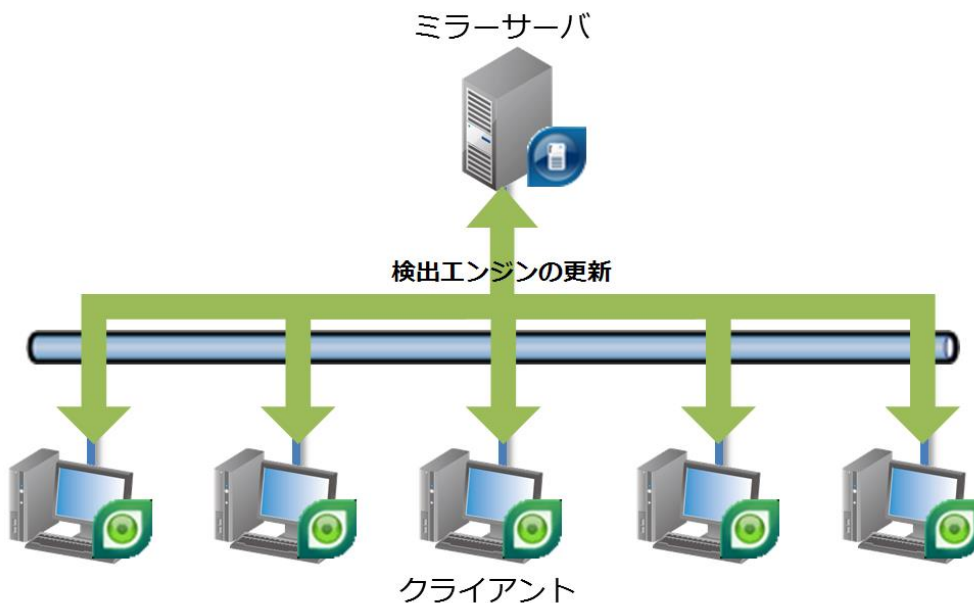 ミラーサーバ
検出エンジンの更新
クライアント